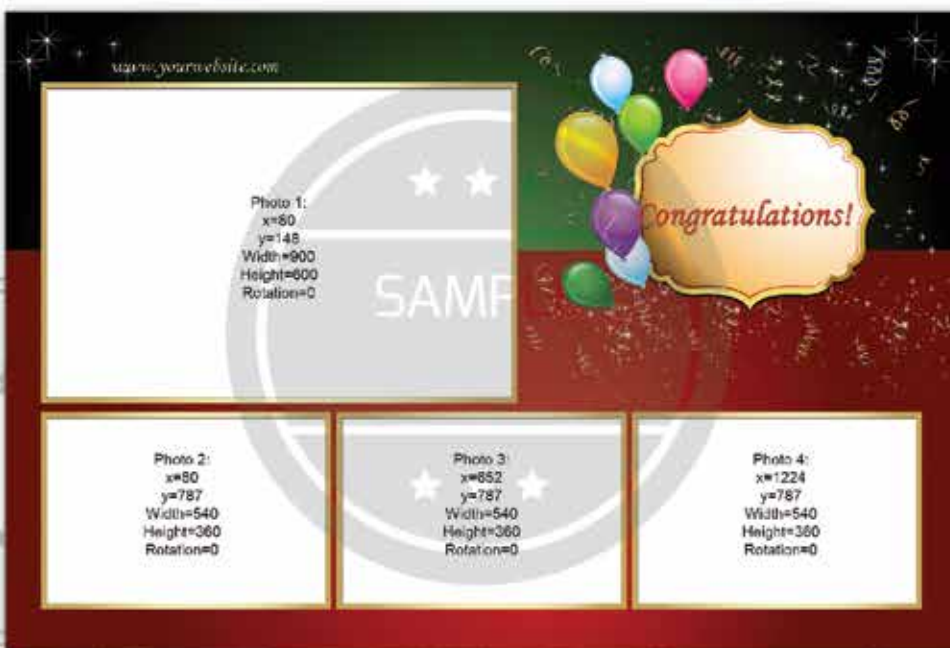 www.yourwebsite.com
Congratulations!
Photo 1:
x=80
y=148
Width=900
Height=600
Rotation=0
SAMPLE
Photo 2:
x=80
y=787
Width=540
Height=360
Rotation=0
Photo 3:
x=652
y=787
Width=540
Height=360
Rotation=0
Photo 4:
x=1224
y=787
Width=540
Height=360
Rotation=0